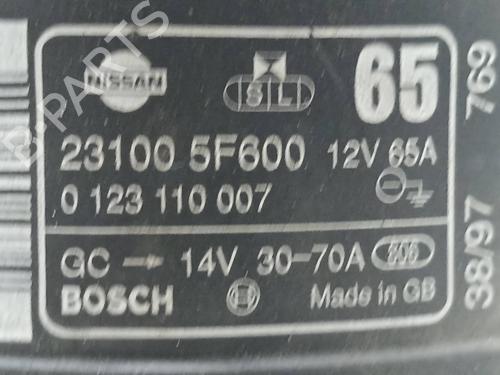 NISSAN
S L
65
23100 5F600 12V 65A
0 123 110 007
GC → 14V 30-70A
BOSCH
Made in GB
38/97 769
B-PARTS